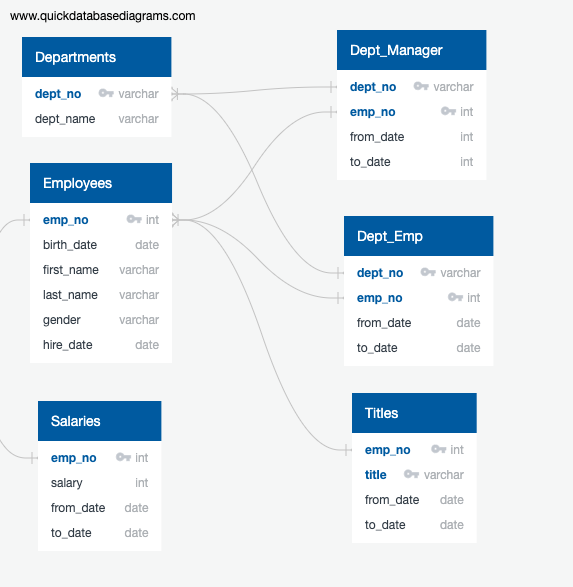 www.quickdatabasediagrams.com
Departments
dept_no varchar
dept_name varchar
Employees
emp_no int
birth_date date
first_name varchar
last_name varchar
gender varchar
hire_date date
Salaries
emp_no int
salary int
from_date date
to_date date
Dept_Manager
dept_no varchar
emp_no int
from_date int
to_date int
Dept_Emp
dept_no varchar
emp_no int
from_date date
to_date date
Titles
emp_no int
title varchar
from_date date
to_date date